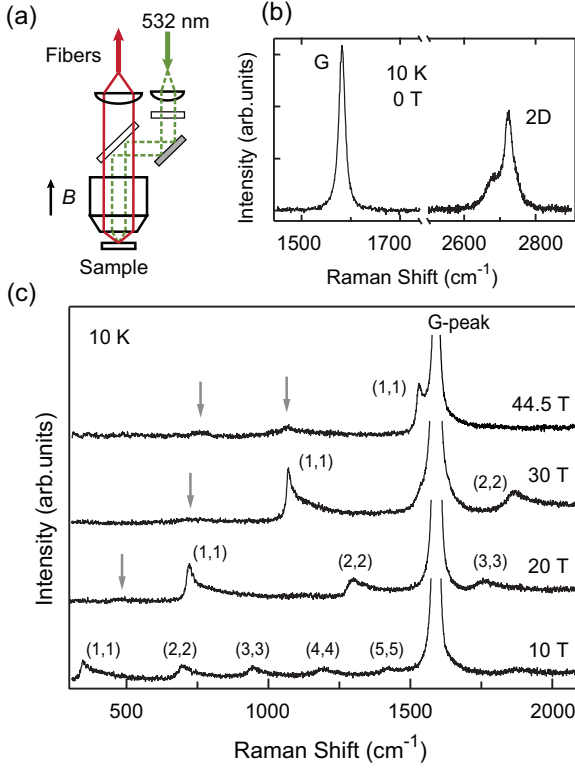 (a)
Fibers
532 nm
B
Sample
(b)
Intensity (arb.units)
G
10 K
0 T
2D
1500
1700
2600
2800
Raman Shift (cm⁻¹)
(c)
10 K
G-peak
Intensity (arb.units)
(1,1)
44.5 T
(1,1)
(2,2)
30 T
(1,1)
(2,2)
(3,3)
20 T
(1,1)
(2,2)
(3,3)
(4,4)
(5,5)
10 T
500
1000
1500
2000
Raman Shift (cm⁻¹)